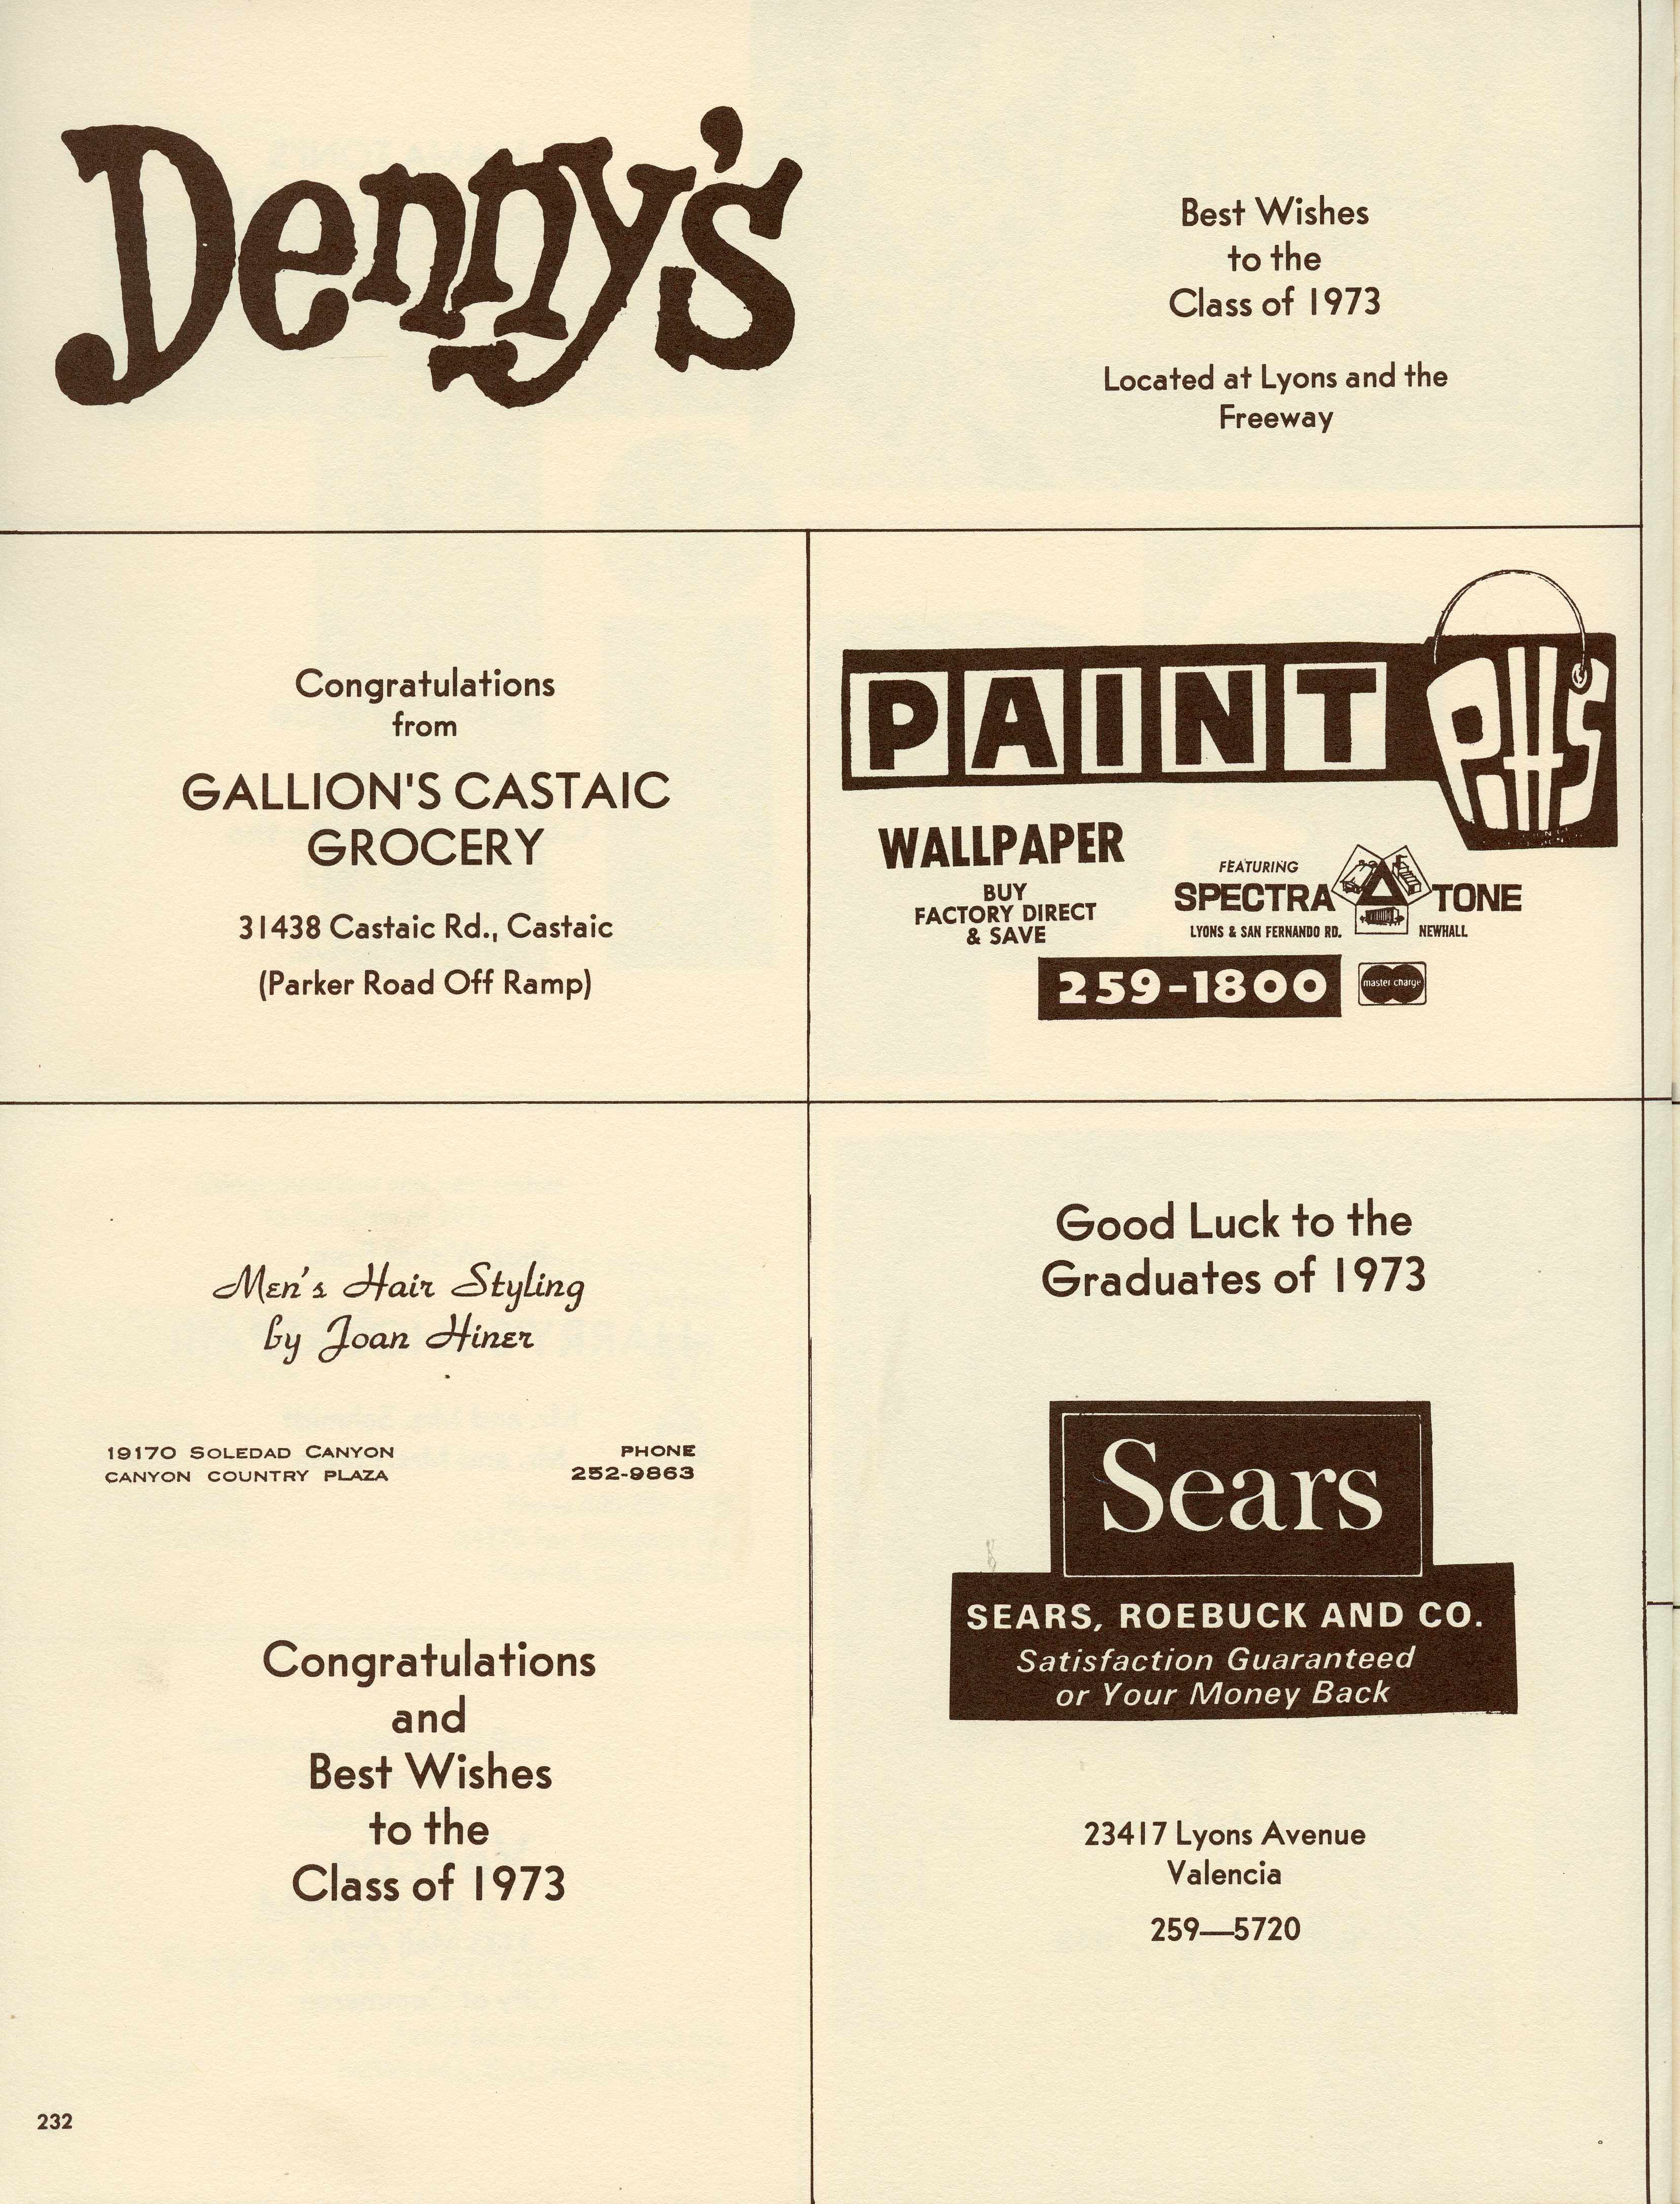 Denny's
Best Wishes
to the
Class of 1973
Located at Lyons and the
Freeway
Congratulations
from
GALLION'S CASTAIC
GROCERY
31438 Castaic Rd., Castaic
(Parker Road Off Ramp)
PAINT
Pitt's
WALLPAPER
BUY
FACTORY DIRECT
& SAVE
FEATURING
SPECTRA TONE
LYONS & SAN FERNANDO RD. NEWHALL
259-1800
master charge
Men's Hair Styling
by Joan Hiner
19170 SOLEDAD CANYON
CANYON COUNTRY PLAZA
PHONE
252-9863
Congratulations
and
Best Wishes
to the
Class of 1973
Good Luck to the
Graduates of 1973
Sears
SEARS, ROEBUCK AND CO.
Satisfaction Guaranteed
or Your Money Back
23417 Lyons Avenue
Valencia
259—5720
232